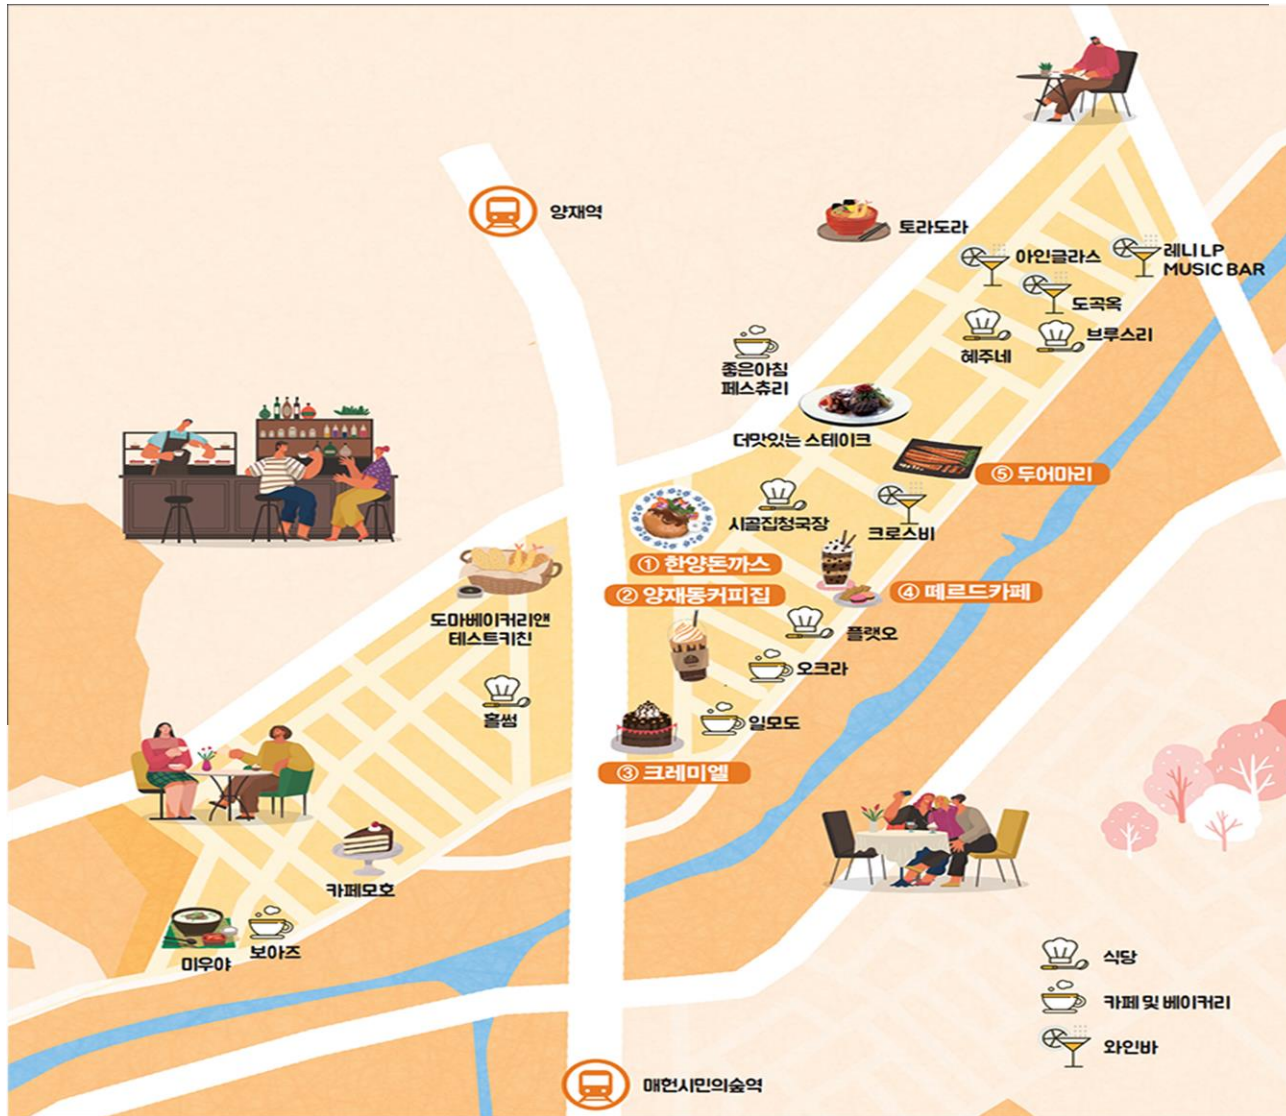 양재역
토라도라
아인글라스
레니 LP
MUSIC BAR
도곡옥
혜주네
브루스리
좋은아침
페스츄리
더맛있는 스테이크
⑤ 두어마리
시골집청국장
크로스비
① 한양돈까스
② 양재동커피집
④ 떼르드카페
도마베이커리앤
테스트키친
플랫오
오크라
홀썸
일모도
③ 크레미엘
카페모호
미우야
보아즈
식당
카페 및 베이커리
와인바
매헌시민의숲역